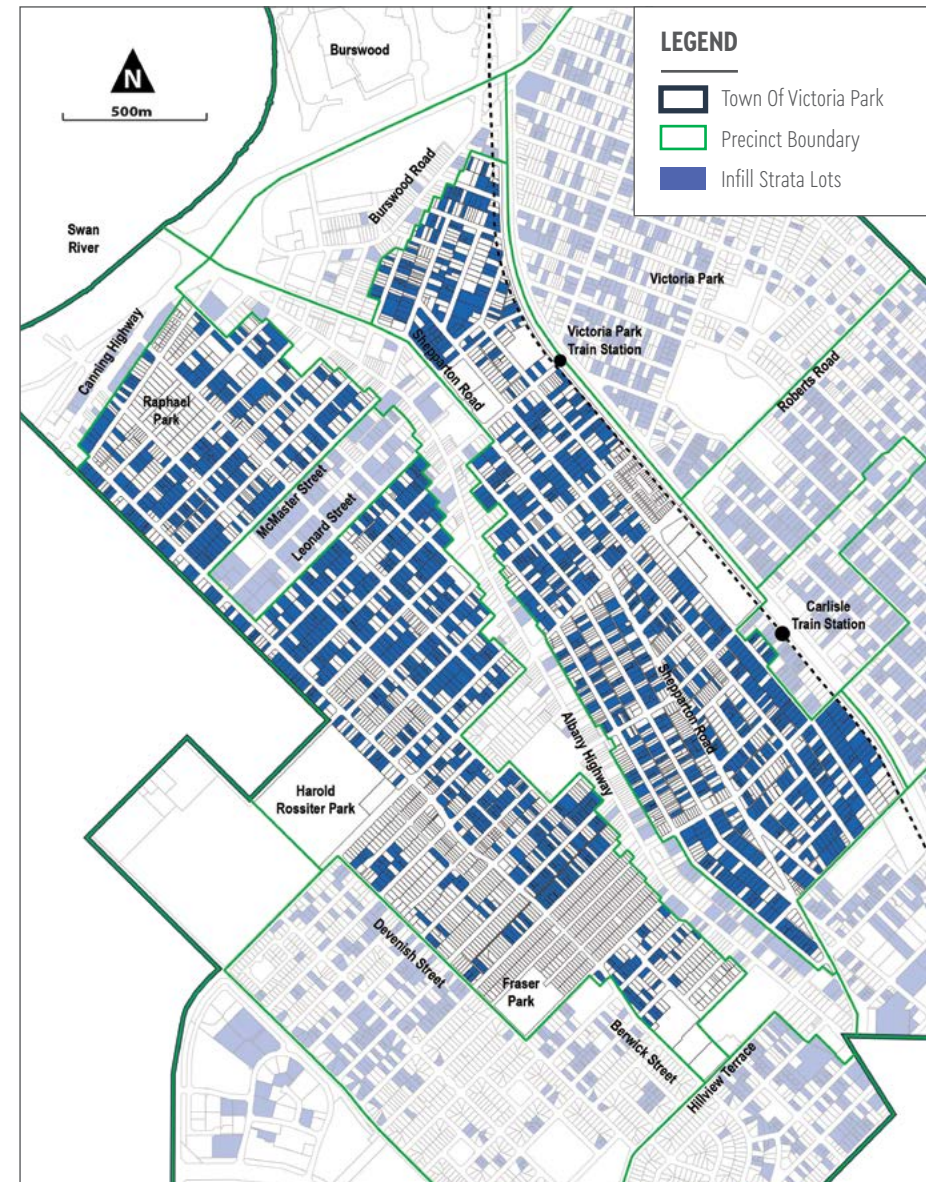 LEGEND
Town Of Victoria Park
Precinct Boundary
Infill Strata Lots
N
500m
Burswood
Burswood Road
Swan
River
Victoria Park
Victoria Park
Train Station
Canning Highway
Shepparton Road
Roberts Road
Raphael
Park
McMaster Street
Leonard Street
Carlisle
Train Station
Shepparton Road
Albany Highway
Harold
Rossiter Park
Devenish Street
Fraser
Park
Berwick Street
Hillview Terrace